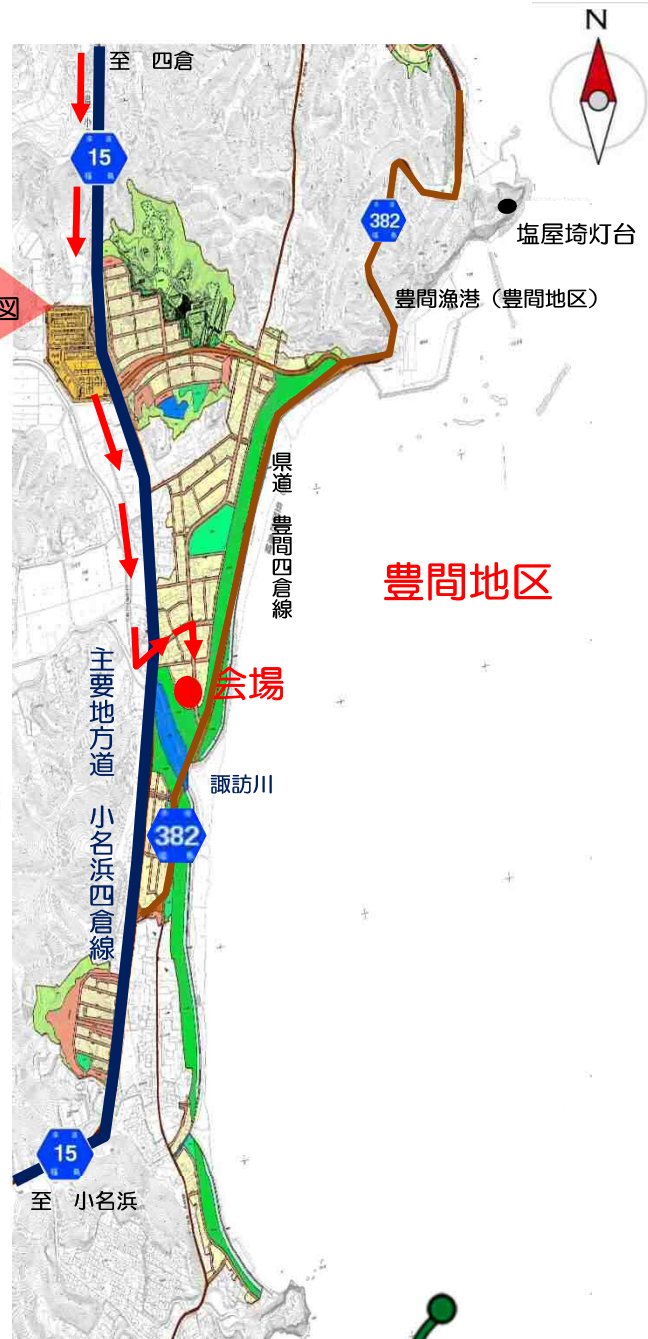 N
至　四倉
15
382
塩屋埼灯台
図
豊間漁港（豊間地区）
県道　豊間四倉線
豊間地区
会場
主要地方道　小名浜四倉線
諏訪川
382
15
至　小名浜